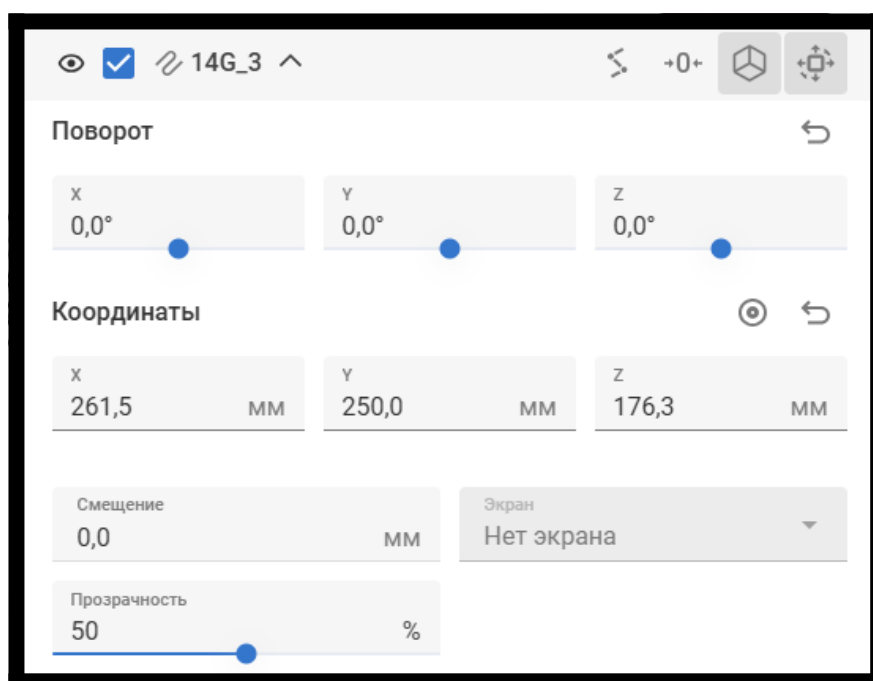 14G_3 →0←
Поворот
X Y Z
0,0° 0,0° 0,0°
Координаты
X Y Z
261,5 мм 250,0 мм 176,3 мм
Смещение Экран
0,0 мм Нет экрана
Прозрачность
50 %